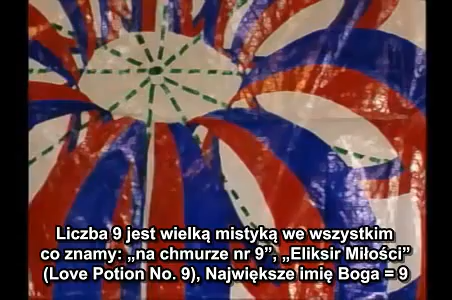 Liczba 9 jest wielką mistyką we wszystkim
co znamy: „na chmurze nr 9”, „Eliksir Miłości”
(Love Potion No. 9), Największe imię Boga = 9